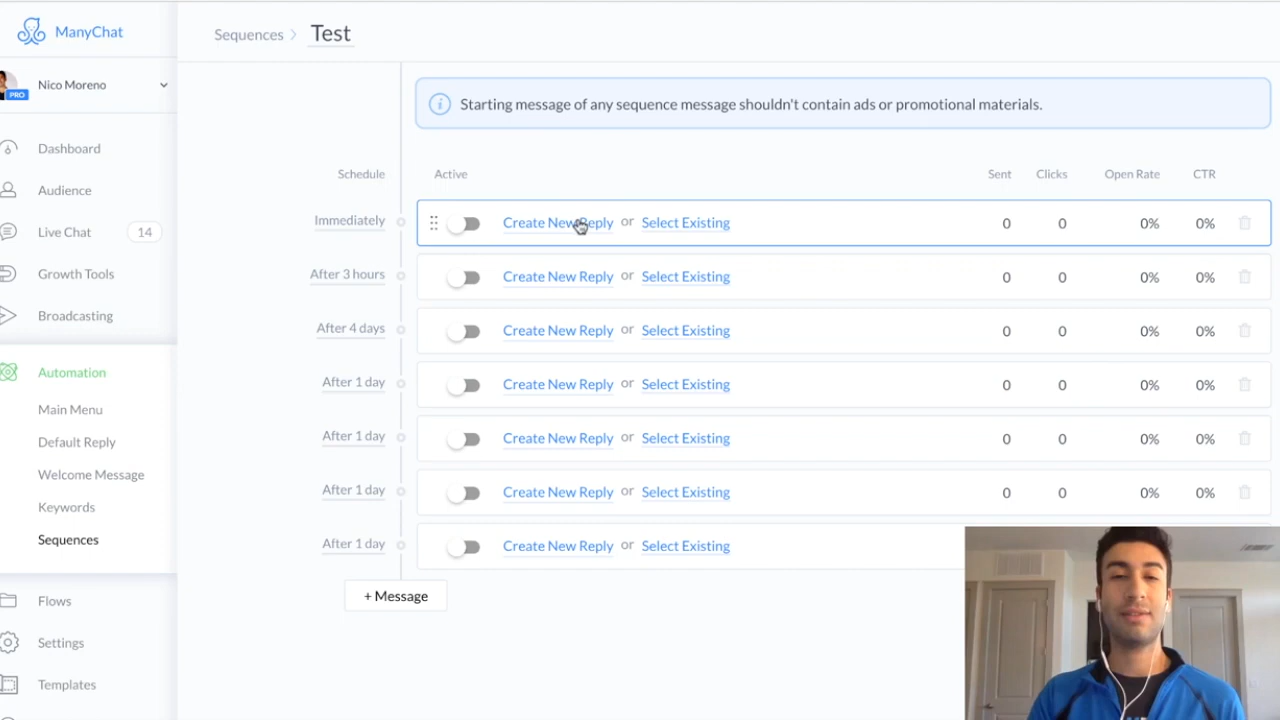 ManyChat
Sequences > Test
Nico Moreno
PRO
Starting message of any sequence message shouldn't contain ads or promotional materials.
Dashboard
Audience
Live Chat 14
Growth Tools
Broadcasting
Automation
Main Menu
Default Reply
Welcome Message
Keywords
Sequences
Flows
Settings
Templates
Schedule Active Sent Clicks Open Rate CTR
Immediately Create New Reply or Select Existing 0 0 0% 0%
After 3 hours Create New Reply or Select Existing 0 0 0% 0%
After 4 days Create New Reply or Select Existing 0 0 0% 0%
After 1 day Create New Reply or Select Existing 0 0 0% 0%
After 1 day Create New Reply or Select Existing 0 0 0% 0%
After 1 day Create New Reply or Select Existing 0 0 0% 0%
After 1 day Create New Reply or Select Existing
+ Message